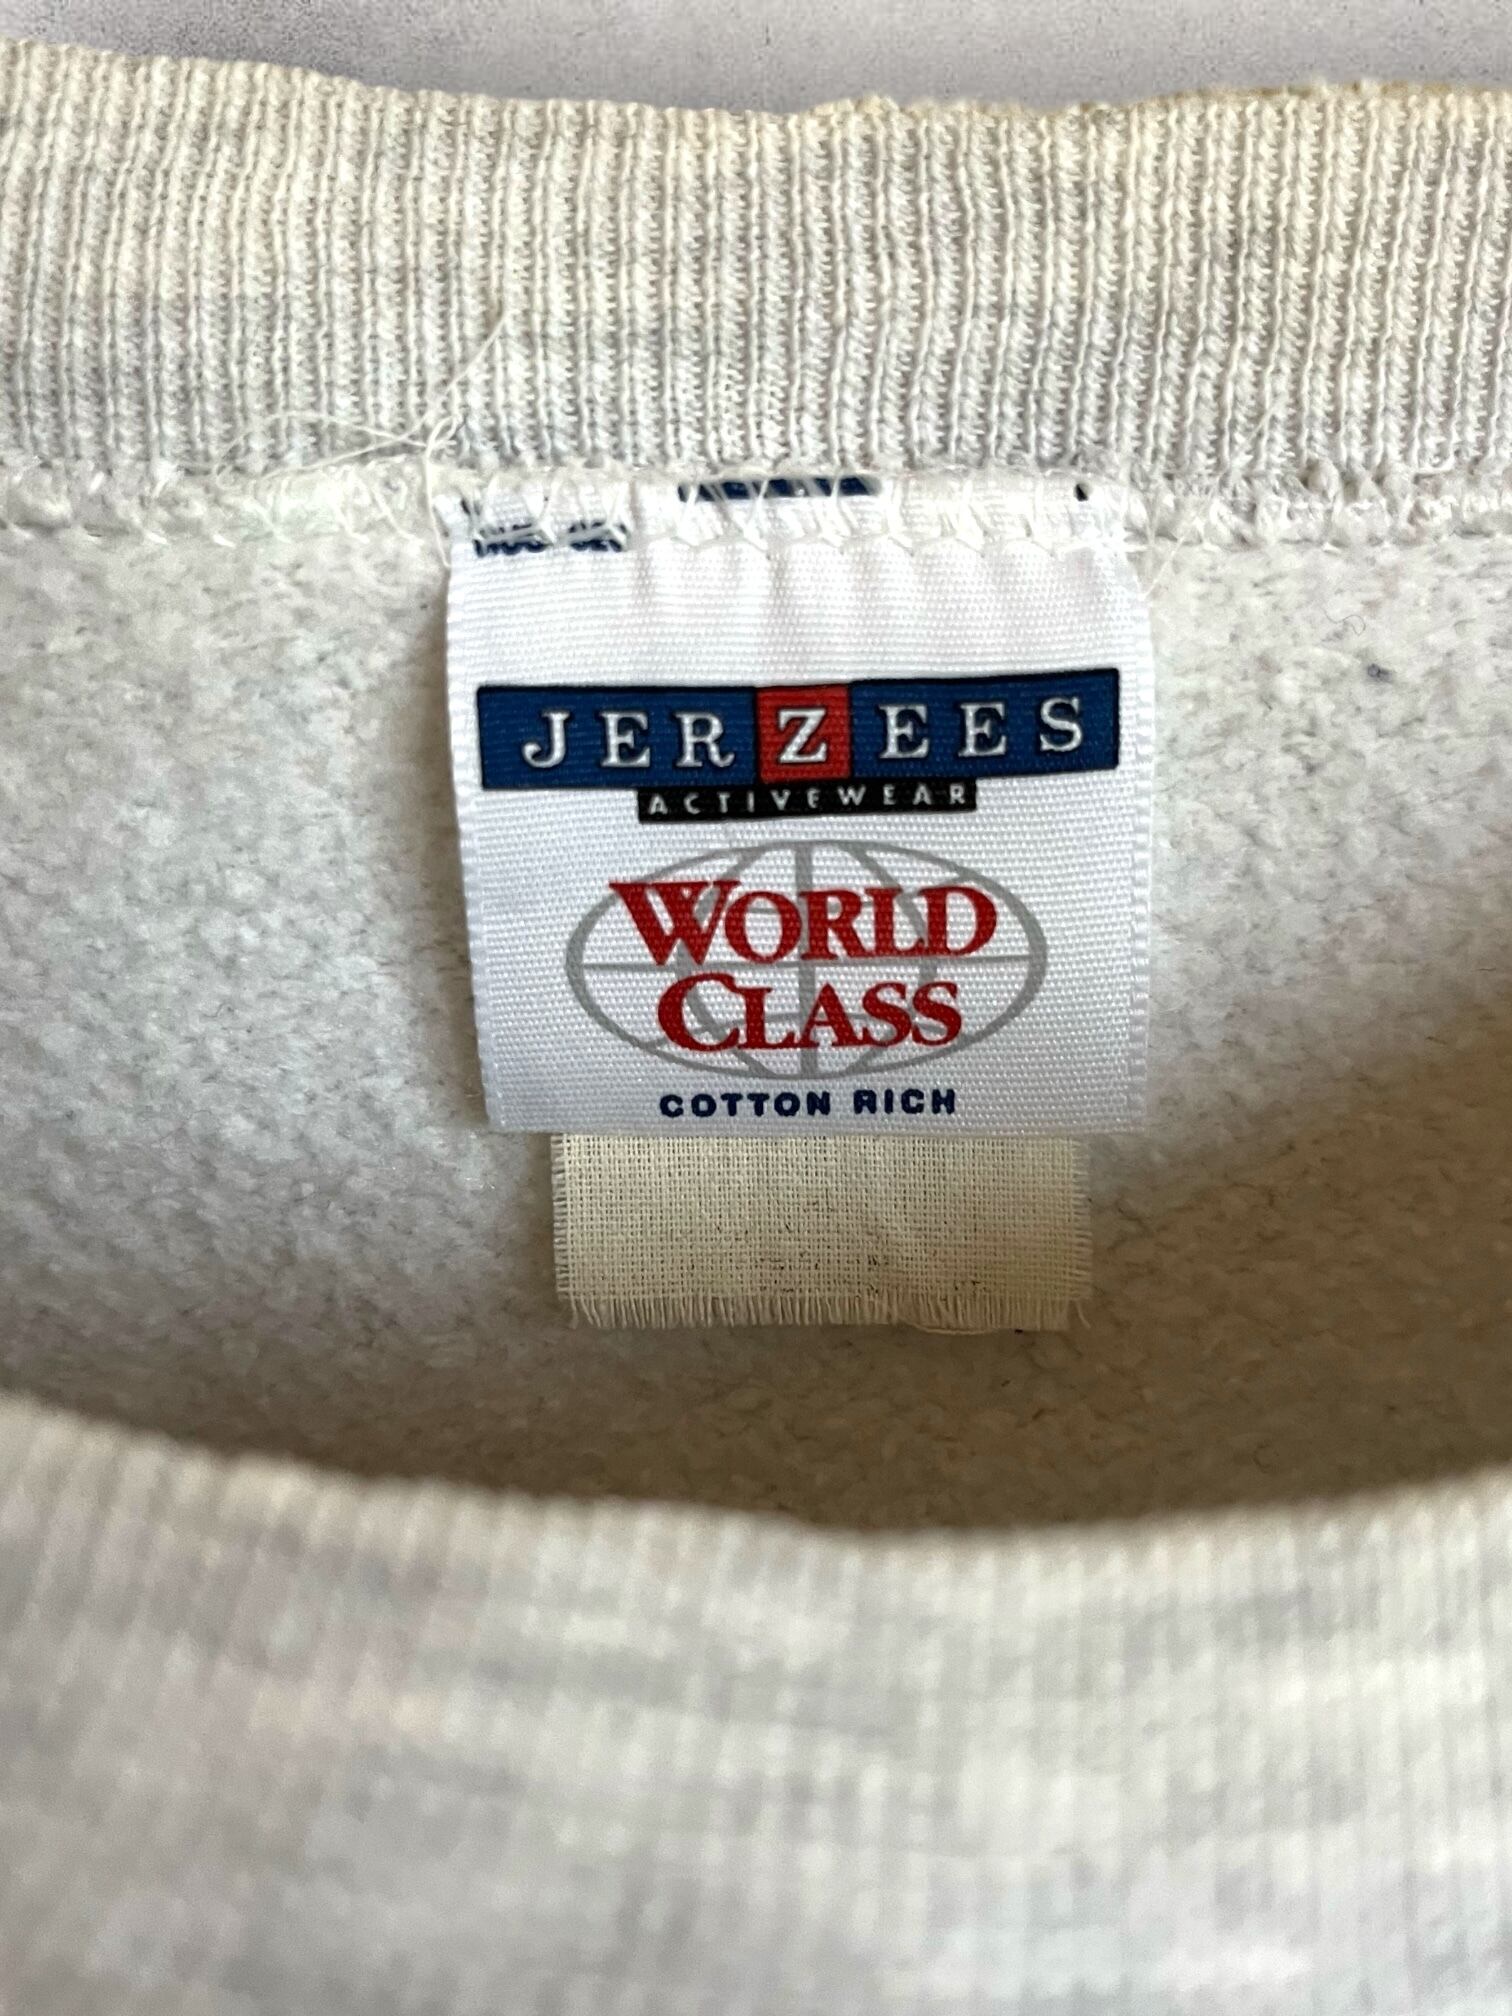 JERZEES
ACTIVEWEAR
WORLD
CLASS
COTTON RICH